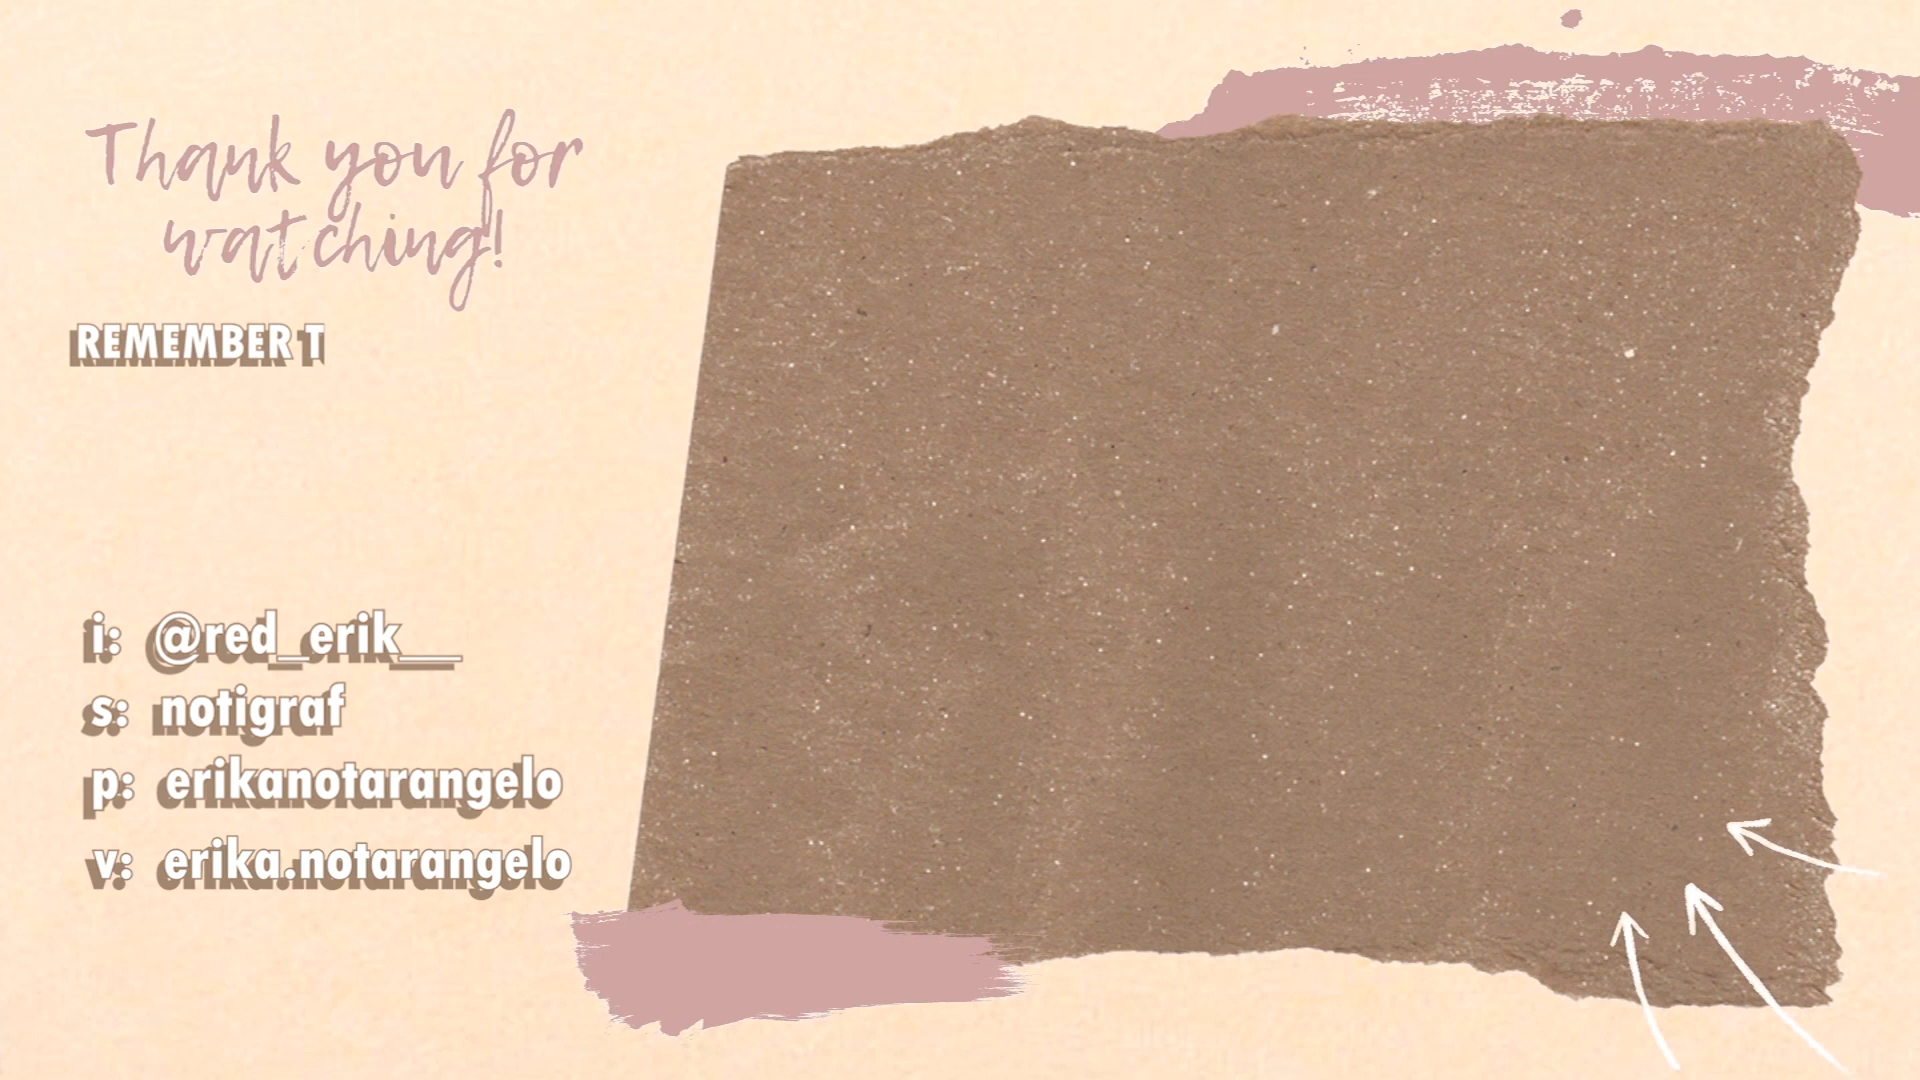 Thank you for
watching!
REMEMBER T
i: @red_erik__
s: notigraf
p: erikanotarangelo
v: erika.notarangelo